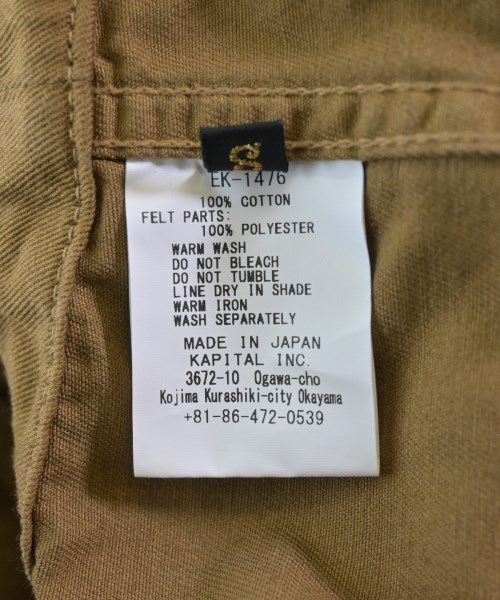 g
EK-1476
100% COTTON
FELT PARTS:
100% POLYESTER
WARM WASH
DO NOT BLEACH
DO NOT TUMBLE
LINE DRY IN SHADE
WARM IRON
WASH SEPARATELY
MADE IN JAPAN
KAPITAL INC.
3672-10 Ogawa-cho
Kojima Kurashiki-city Okayama
+81-86-472-0539